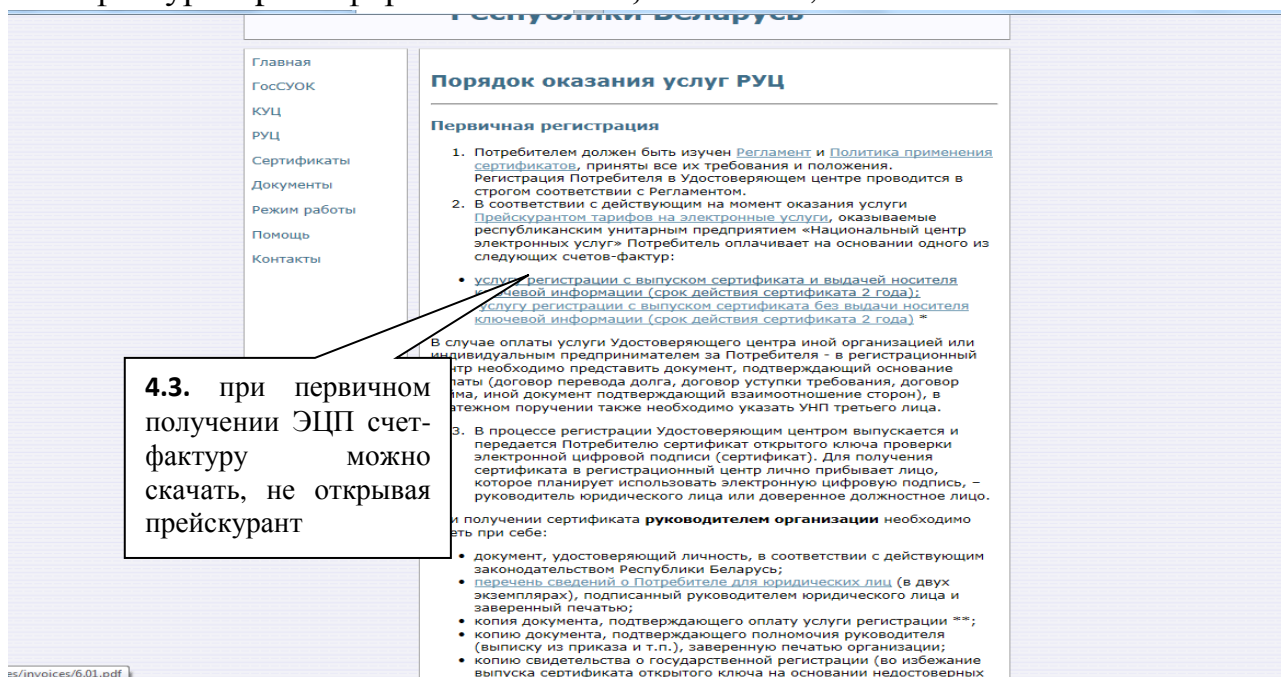 Республики Беларусь
Главная
ГосСУОК
КУЦ
РУЦ
Сертификаты
Документы
Режим работы
Помощь
Контакты
Порядок оказания услуг РУЦ
Первичная регистрация
1. Потребителем должен быть изучен Регламент и Политика применения
сертификатов, приняты все их требования и положения.
Регистрация Потребителя в Удостоверяющем центре проводится в
строгом соответствии с Регламентом.
2. В соответствии с действующим на момент оказания услуги
Прейскурантом тарифов на электронные услуги, оказываемые
республиканским унитарным предприятием «Национальный центр
электронных услуг» Потребитель оплачивает на основании одного из
следующих счетов-фактур:
• услугу регистрации с выпуском сертификата и выдачей носителя
ключевой информации (срок действия сертификата 2 года);
услугу регистрации с выпуском сертификата без выдачи носителя
ключевой информации (срок действия сертификата 2 года) *
В случае оплаты услуги Удостоверяющего центра иной организацией или
индивидуальным предпринимателем за Потребителя - в регистрационный
центр необходимо представить документ, подтверждающий основание
оплаты (договор перевода долга, договор уступки требования, договор
займа, иной документ подтверждающий взаимоотношение сторон), в
платежном поручении также необходимо указать УНП третьего лица.
3. В процессе регистрации Удостоверяющим центром выпускается и
передается Потребителю сертификат открытого ключа проверки
электронной цифровой подписи (сертификат). Для получения
сертификата в регистрационный центр лично прибывает лицо,
которое планирует использовать электронную цифровую подпись, –
руководитель юридического лица или доверенное должностное лицо.
получении сертификата руководителем организации необходимо
при себе:
• документ, удостоверяющий личность, в соответствии с действующим
законодательством Республики Беларусь;
• перечень сведений о Потребителе для юридических лиц (в двух
экземплярах), подписанный руководителем юридического лица и
заверенный печатью;
• копия документа, подтверждающего оплату услуги регистрации **;
• копию документа, подтверждающего полномочия руководителя
(выписку из приказа и т.п.), заверенную печатью организации;
• копию свидетельства о государственной регистрации (во избежание
выпуска сертификата открытого ключа на основании недостоверных
4.3. при первичном
получении ЭЦП счет-
фактуру можно
скачать, не открывая
прейскурант
es/invoices/6.01.pdf